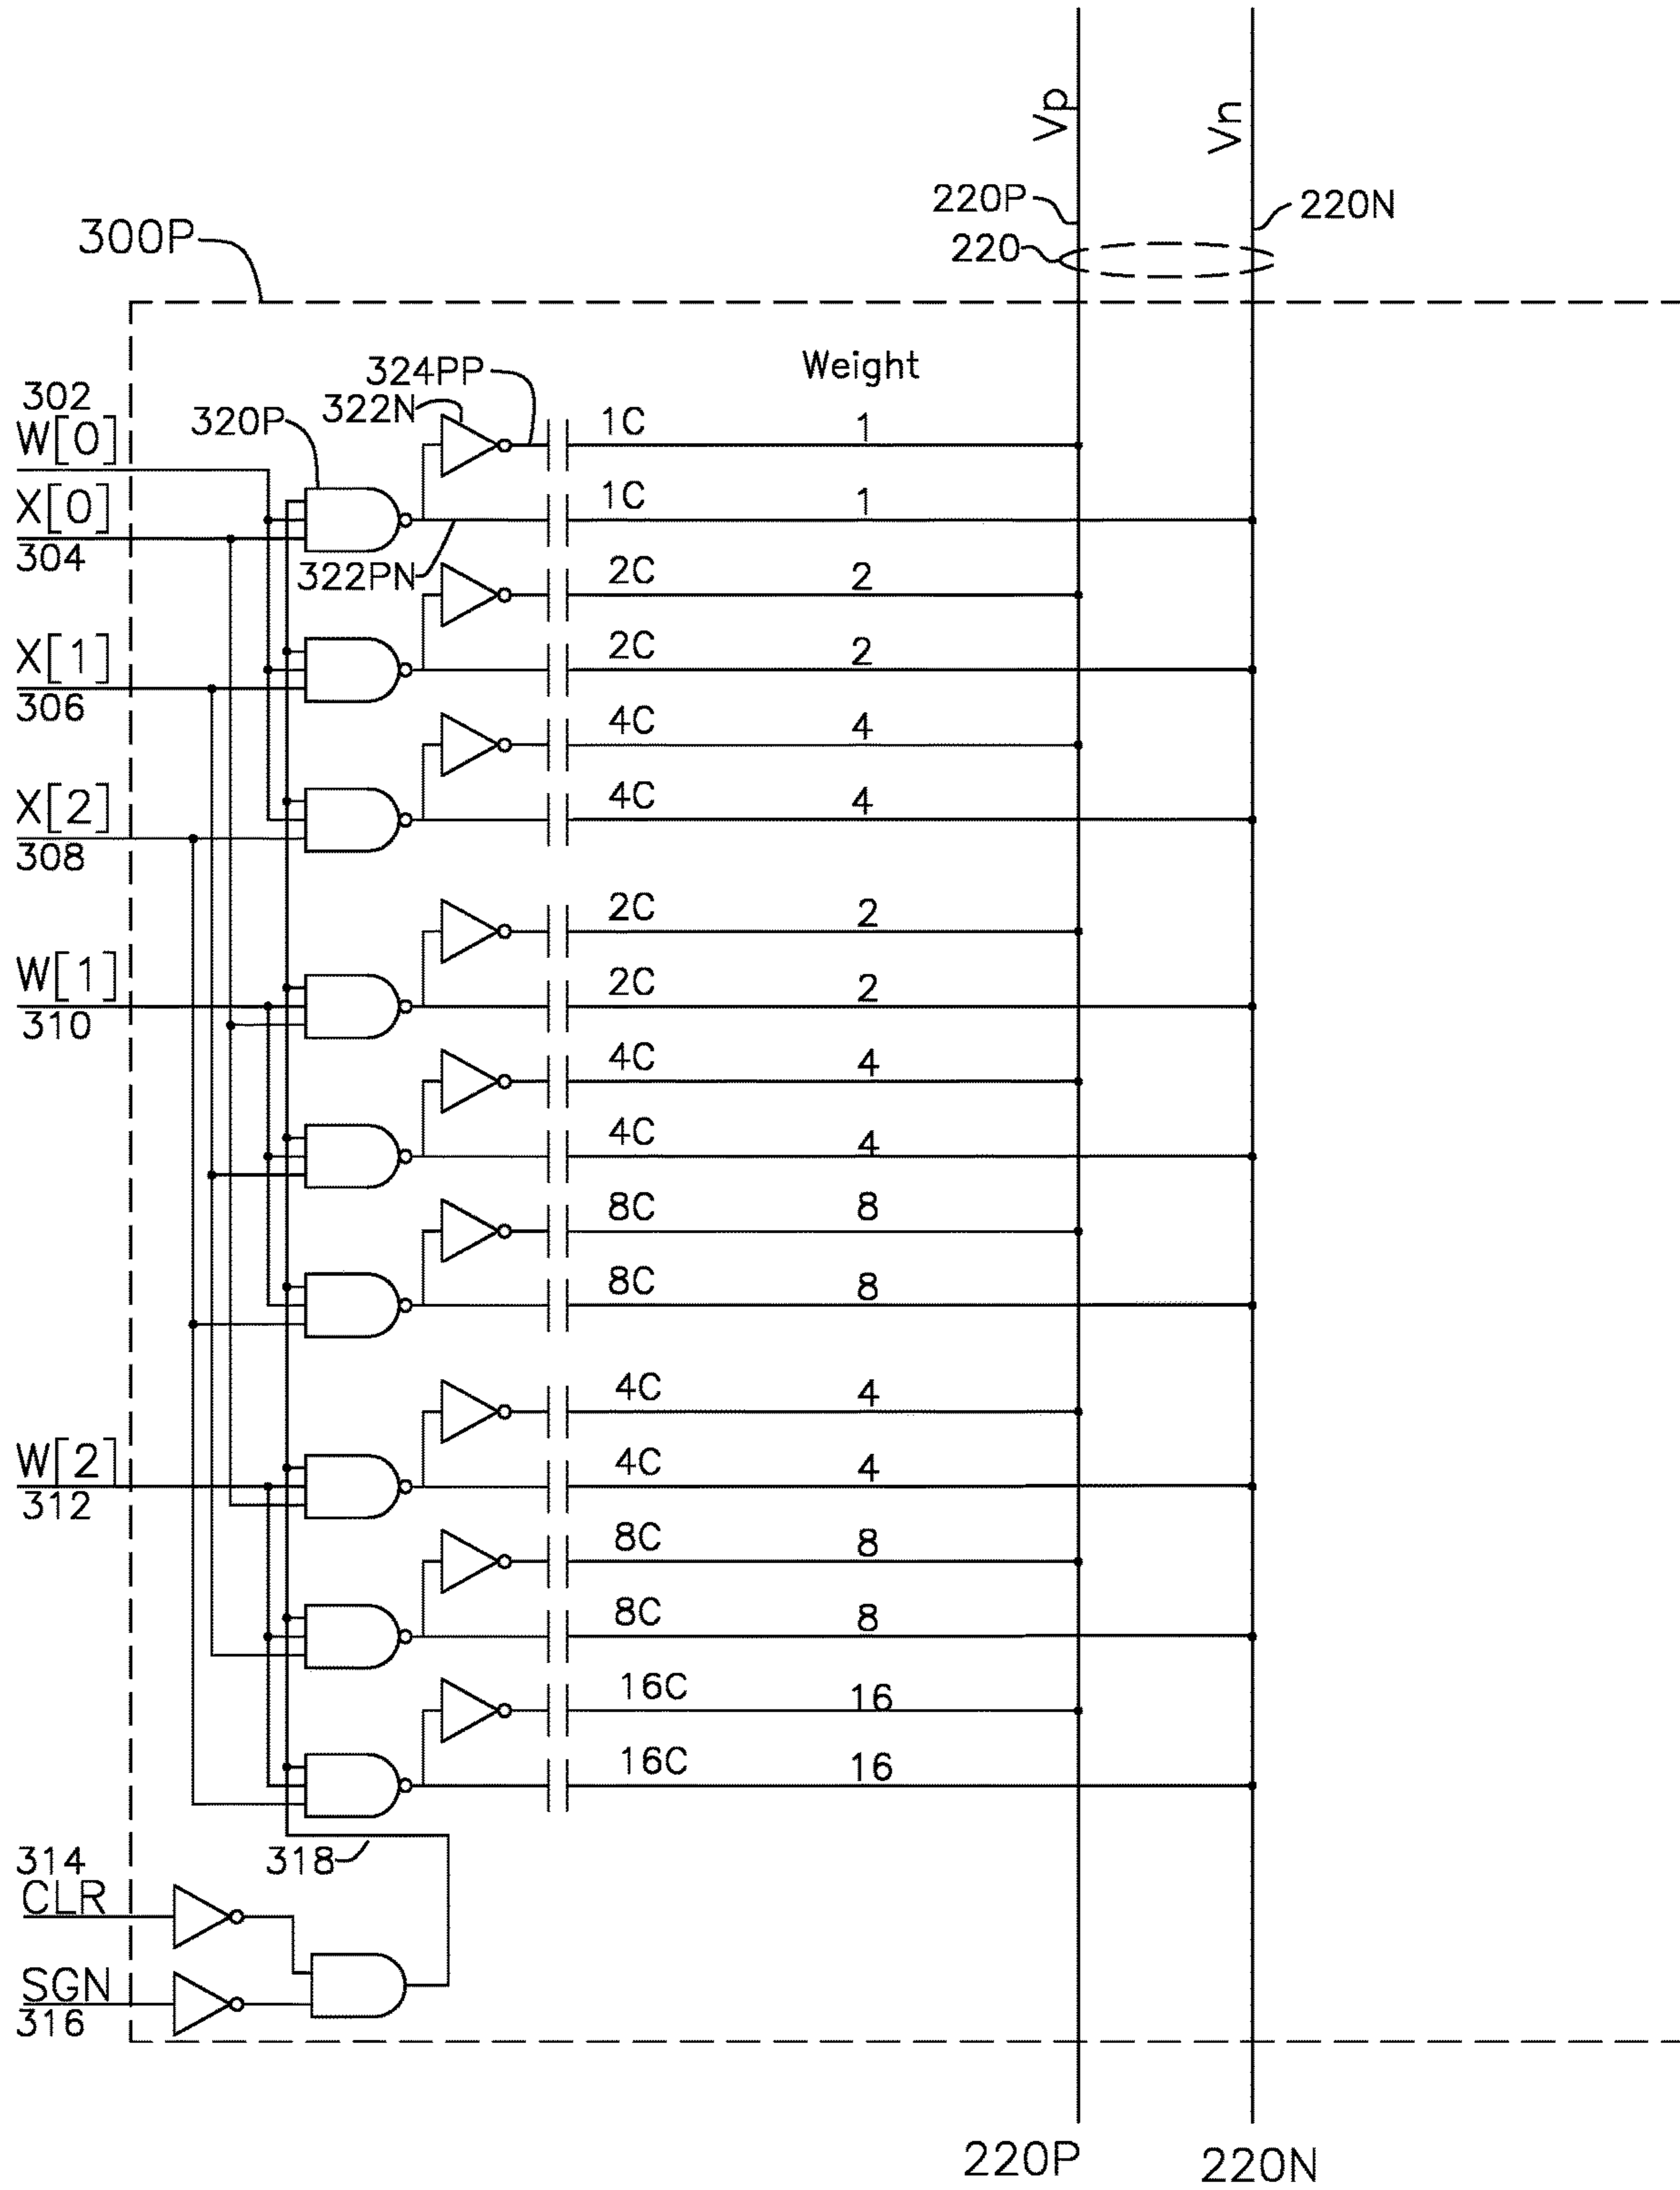 Vp
Vn
220P
220N
220
300P
324PP
Weight
302
322N
320P
W[0]
1C
1
X[0]
1C
1
304
322PN
2C
2
X[1]
2C
2
306
4C
4
X[2]
4C
4
308
2C
2
W[1]
2C
2
310
4C
4
4C
4
8C
8
8C
8
4C
4
W[2]
4C
4
312
8C
8
8C
8
16C
16
16C
16
318
314
CLR
SGN
316
220P
220N